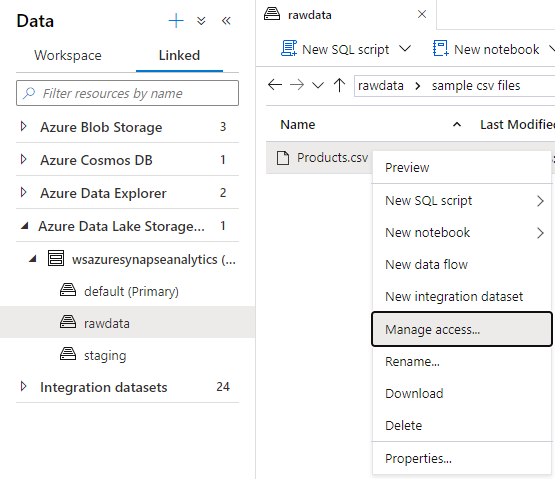 Data
Workspace
Linked
Filter resources by name
Azure Blob Storage 3
Azure Cosmos DB 1
Azure Data Explorer 2
Azure Data Lake Storage... 1
wsazuresynapseanalytics (...
default (Primary)
rawdata
staging
Integration datasets 24
rawdata
New SQL script
New notebook
rawdata
sample csv files
Name
Last Modifie
Products.csv
Preview
New SQL script
New notebook
New data flow
New integration dataset
Manage access...
Rename...
Download
Delete
Properties...